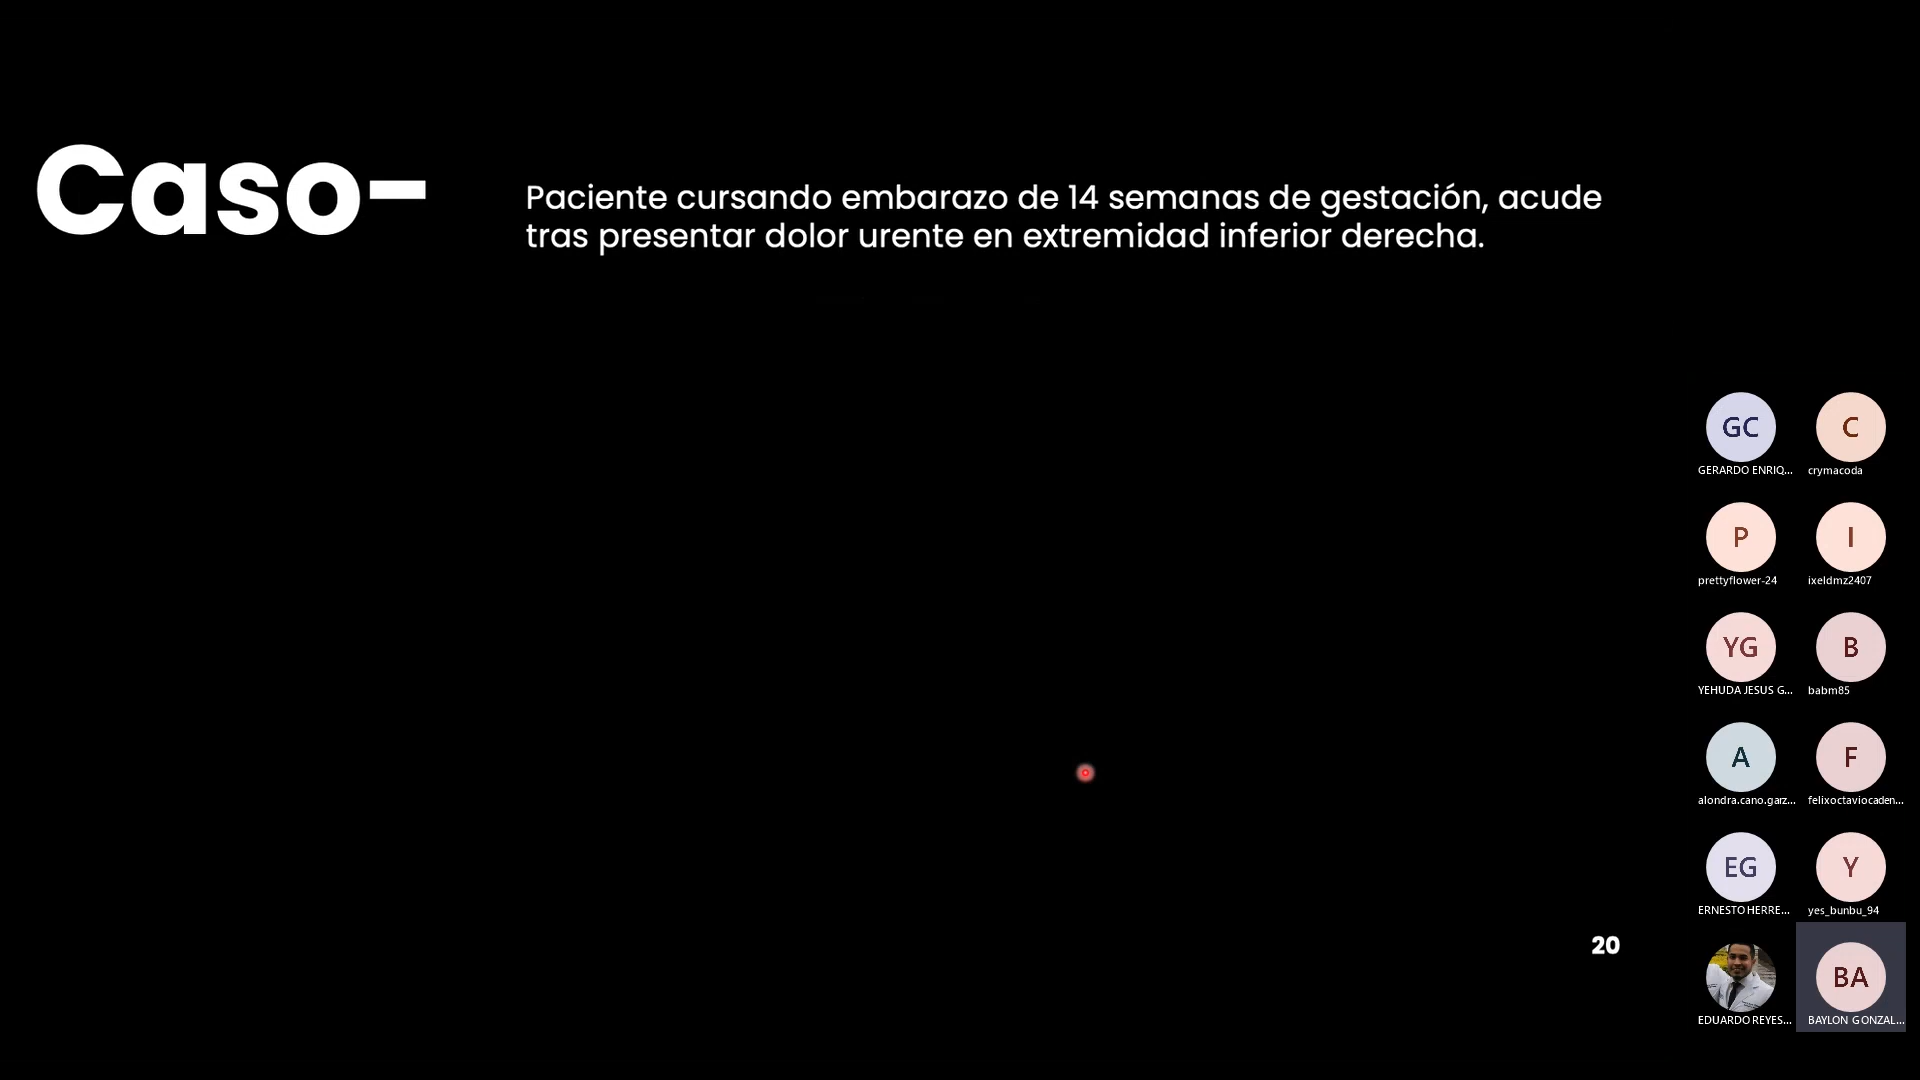 Caso-
Paciente cursando embarazo de 14 semanas de gestación, acude
tras presentar dolor urente en extremidad inferior derecha.
GC
C
GERARDO ENRIQ...
crymacoda
P
I
prettyflower-24
ixeldmz2407
YG
B
YEHUDA JESUS G...
babm85
A
F
alondra.cano.garz...
felixoctaviocaden...
EG
Y
ERNESTO HERRE...
yes_bunbu_94
20
BA
EDUARDO REYES...
BAYLON GONZAL...